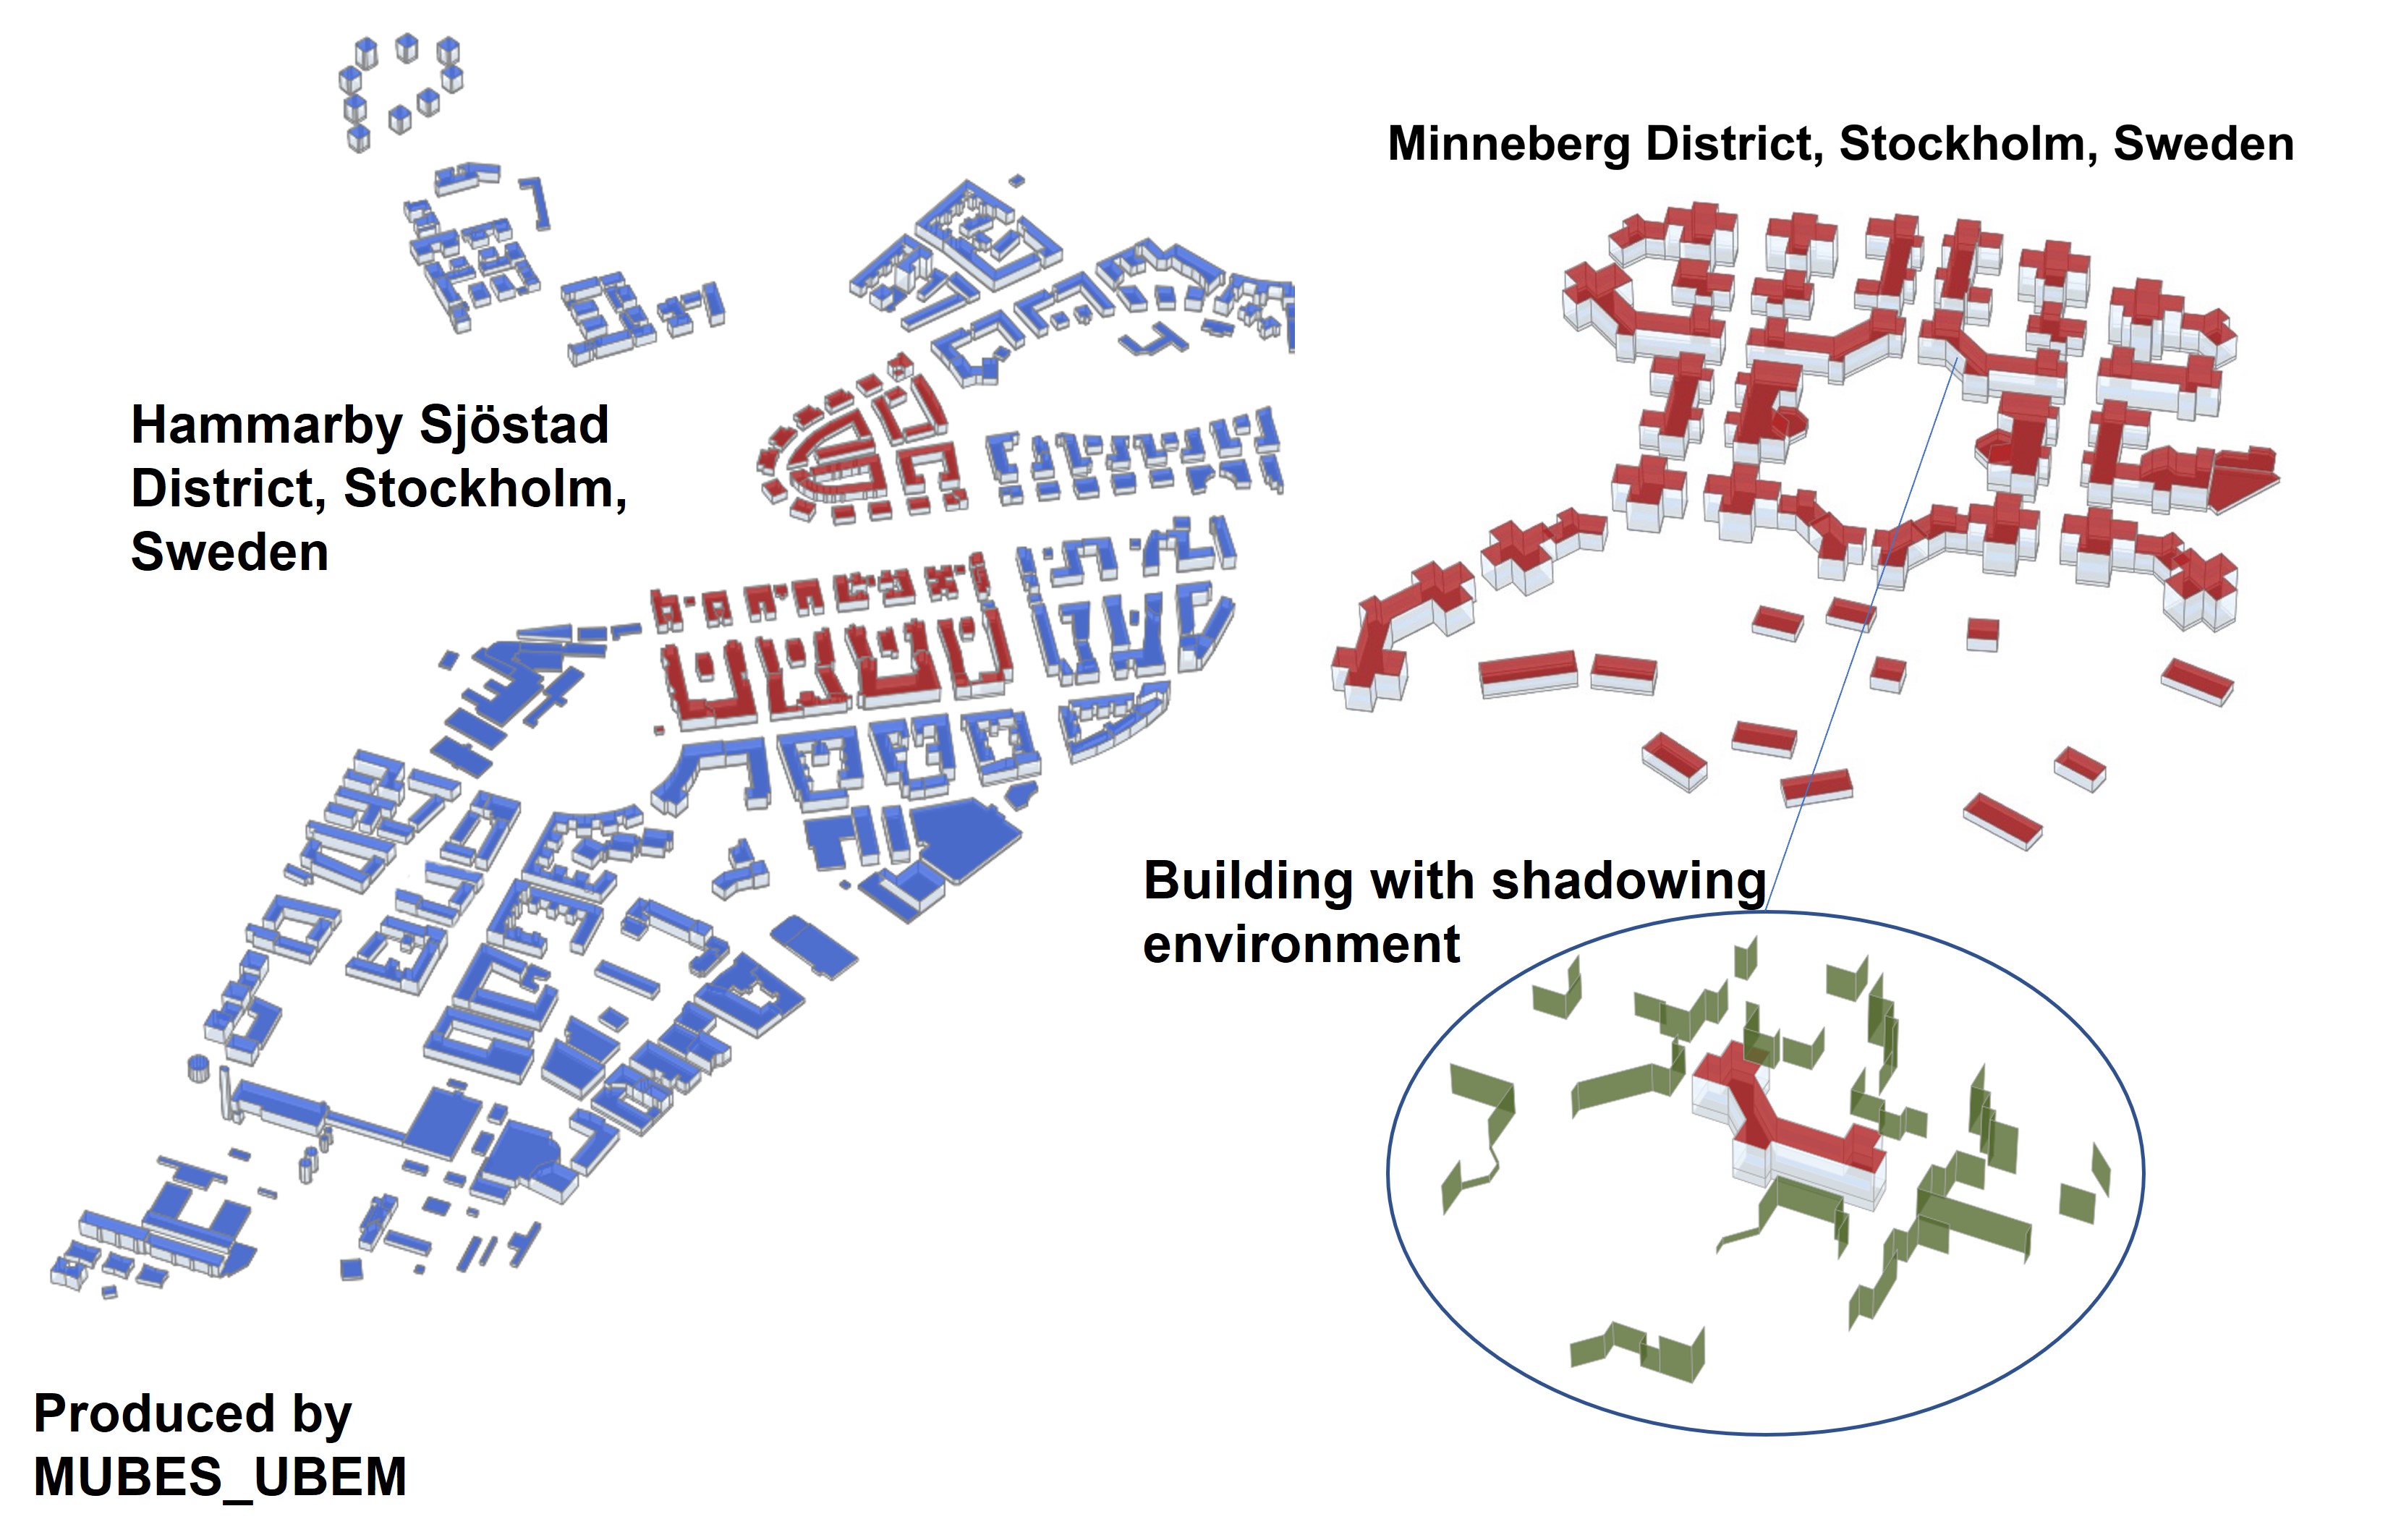 Minneberg District, Stockholm, Sweden
Hammarby Sjöstad
District, Stockholm,
Sweden
Building with shadowing
environment
Produced by
MUBES_UBEM